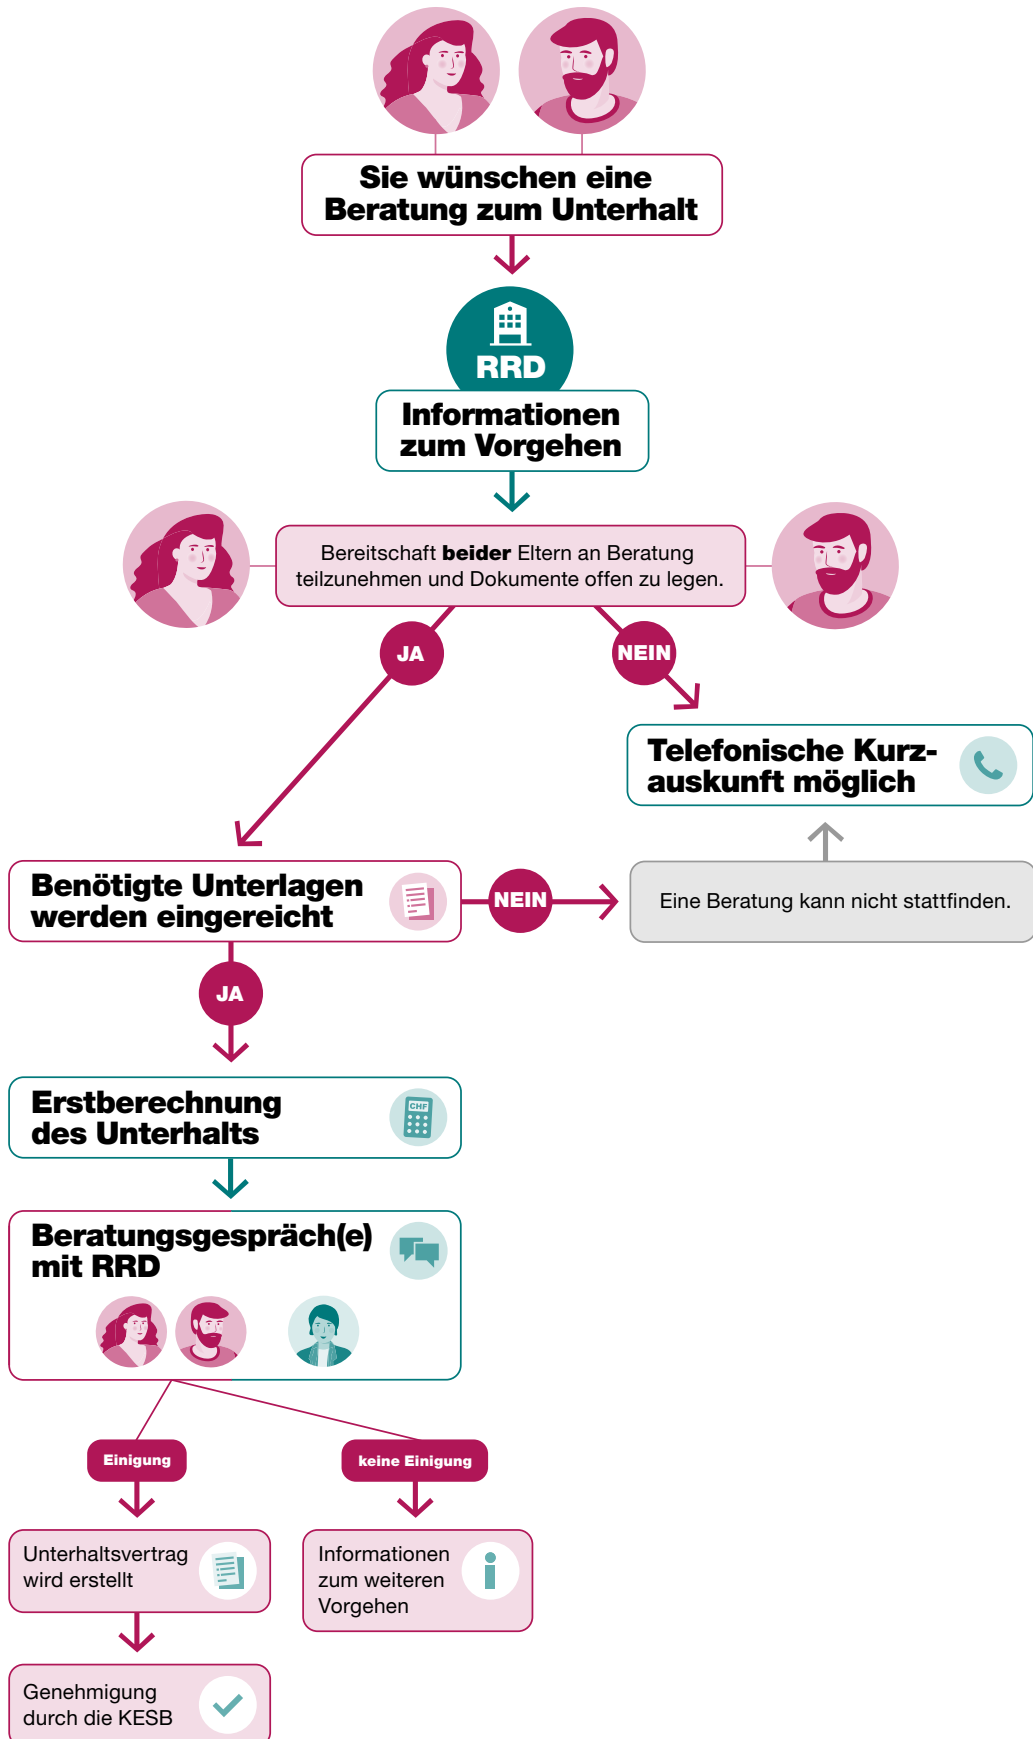 Sie wünschen eine
Beratung zum Unterhalt
RRD
Informationen
zum Vorgehen
Bereitschaft beider Eltern an Beratung
teilzunehmen und Dokumente offen zu legen.
JA
NEIN
Telefonische Kurz-
auskunft möglich
Benötigte Unterlagen
werden eingereicht
NEIN
Eine Beratung kann nicht stattfinden.
JA
Erstberechnung
des Unterhalts
CHF
Beratungsgespräch(e)
mit RRD
Einigung
keine Einigung
Unterhaltsvertrag
wird erstellt
Informationen
zum weiteren
Vorgehen
Genehmigung
durch die KESB